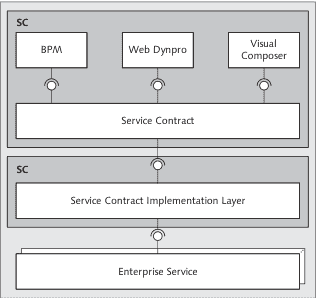 SC
BPM
Web Dynpro
Visual
Composer
Service Contract
SC
Service Contract Implementation Layer
Enterprise Service